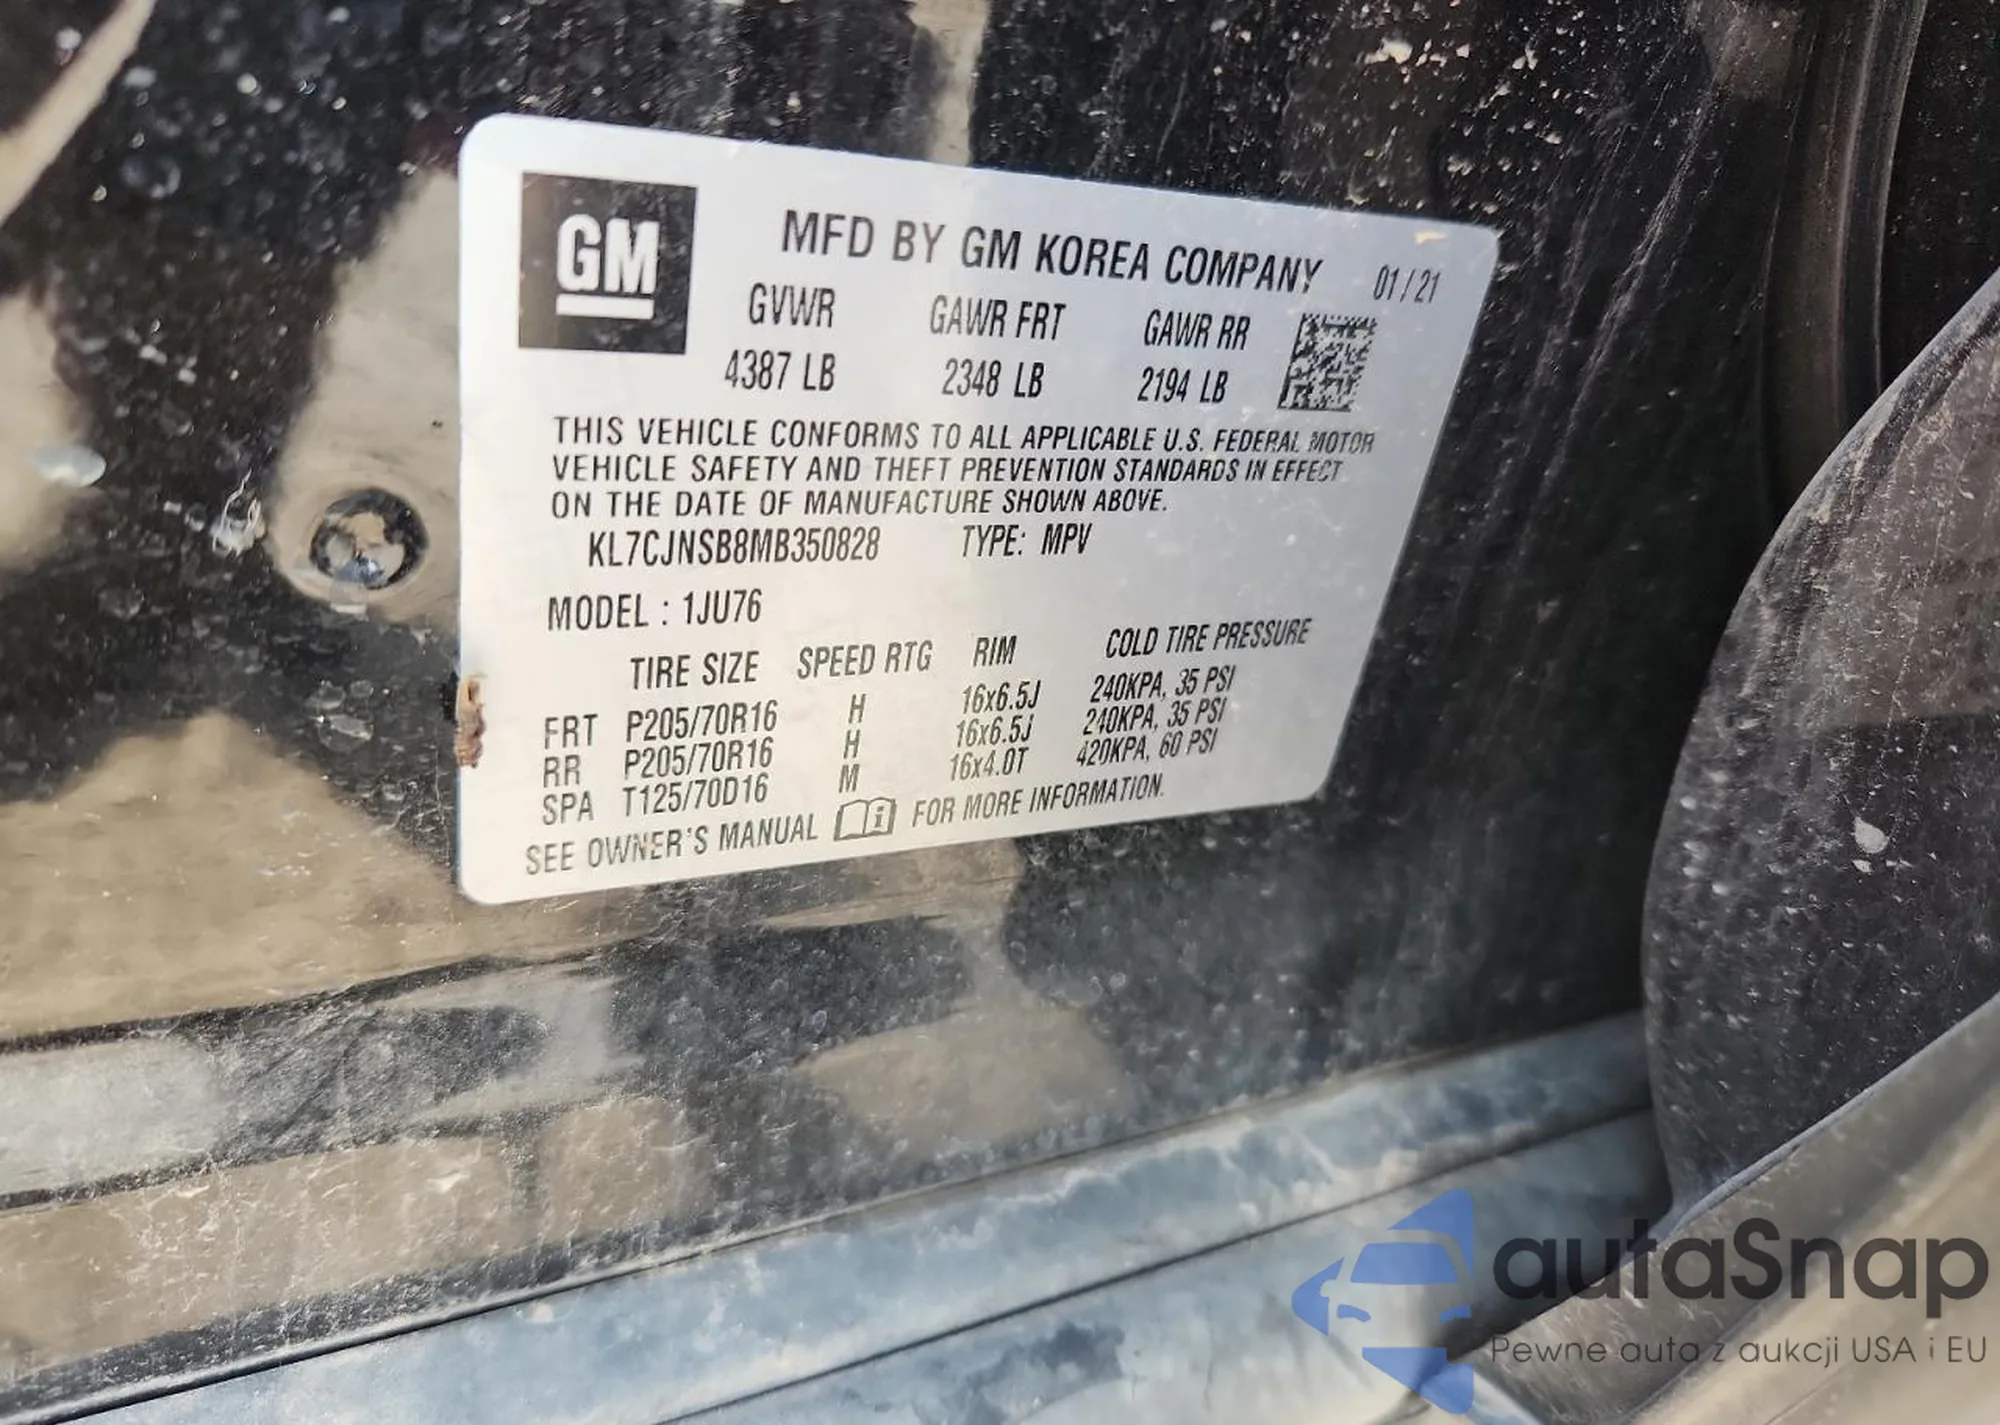 GM
MFD BY GM KOREA COMPANY 01/21
GVWR GAWR FRT GAWR RR
4387 LB 2348 LB 2194 LB
THIS VEHICLE CONFORMS TO ALL APPLICABLE U.S. FEDERAL MOTOR
VEHICLE SAFETY AND THEFT PREVENTION STANDARDS IN EFFECT
ON THE DATE OF MANUFACTURE SHOWN ABOVE.
KL7CJNSB8MB350828 TYPE: MPV
MODEL : 1JU76
TIRE SIZE SPEED RTG RIM COLD TIRE PRESSURE
FRT P205/70R16 H 16x6.5J 240KPA, 35 PSI
RR P205/70R16 H 16x6.5J 240KPA, 35 PSI
SPA T125/70D16 M 16x4.0T 420KPA, 60 PSI
SEE OWNER'S MANUAL FOR MORE INFORMATION.
autaSnap
Pewne auta z aukcji USA i EU